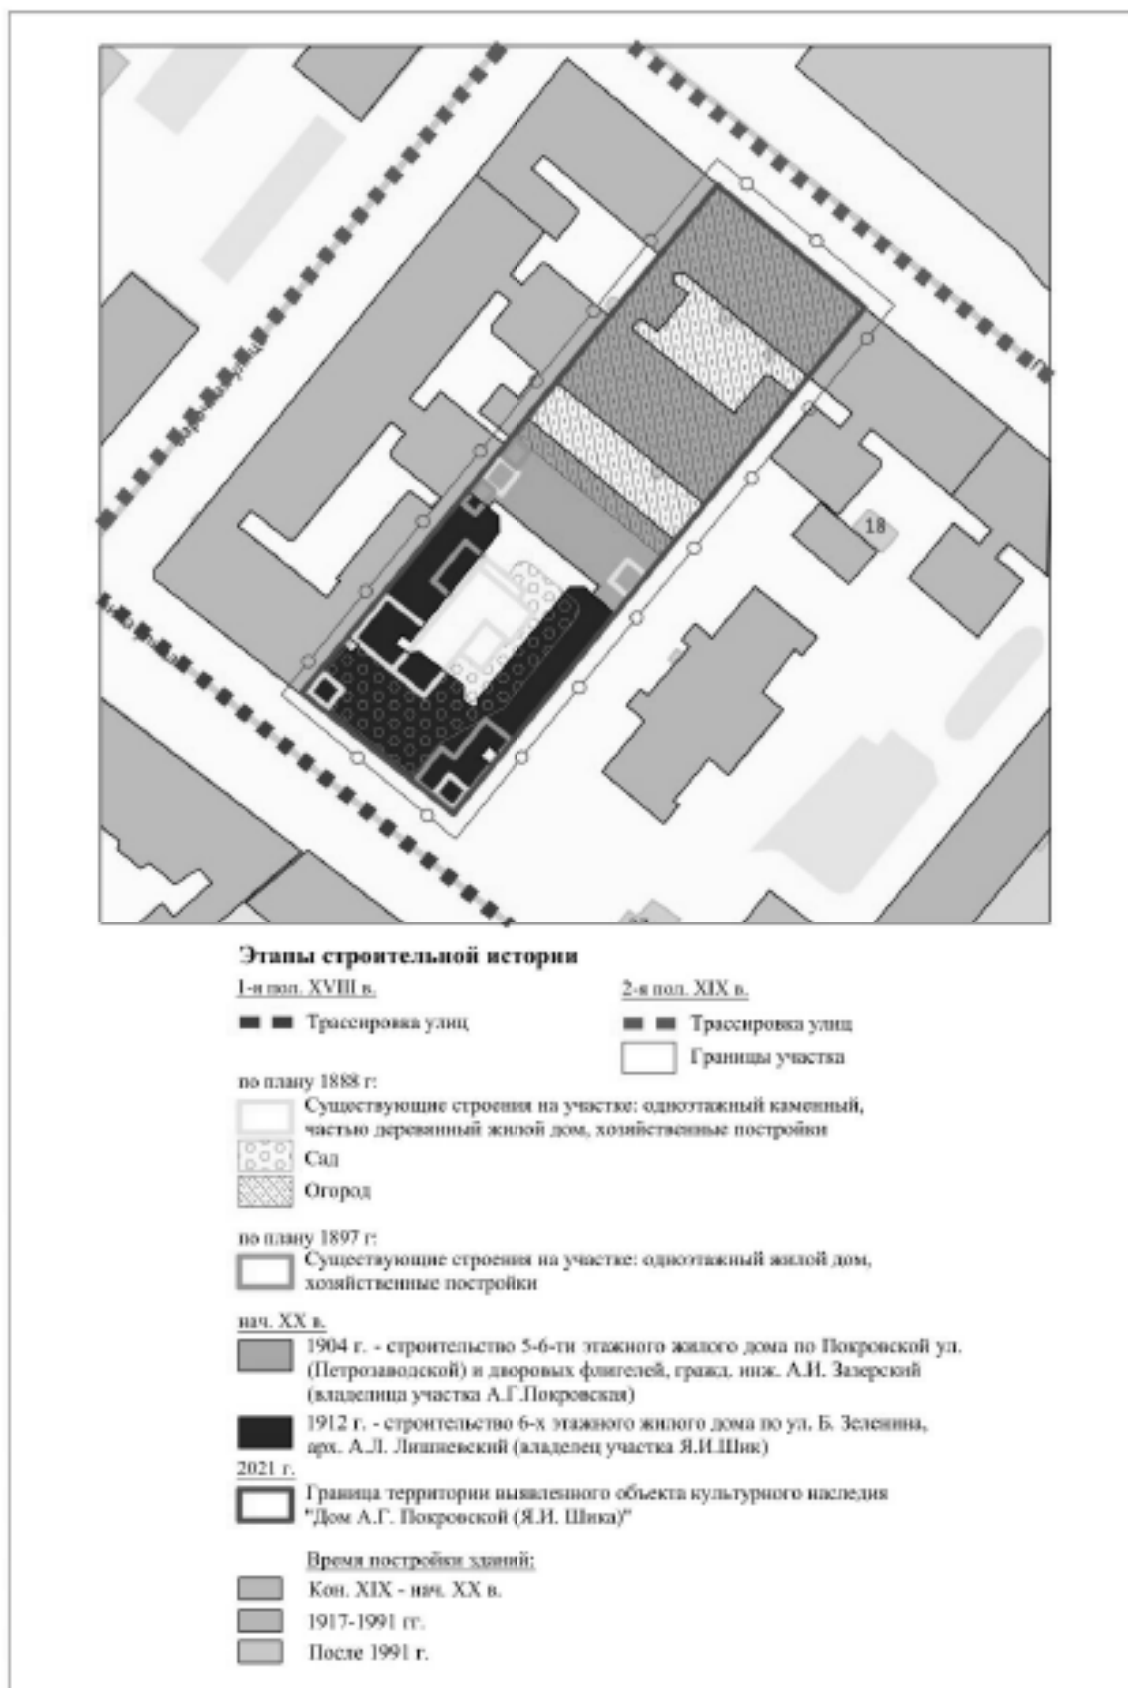 18
Этапы строительной истории
1-я пол. XVIII в.
2-я пол. XIX в.
Трассировка улиц
Трассировка улиц
Границы участка
по плану 1888 г:
Существующие строения на участке: одноэтажный каменный,
частью деревянный жилой дом, хозяйственные постройки
Сад
Огород
по плану 1897 г:
Существующие строения на участке: одноэтажный жилой дом,
хозяйственные постройки
нач. XX в.
1904 г. - строительство 5-6-ти этажного жилого дома по Покровской ул.
(Петрозаводской) и дворовых флигелей, гражд. инж. А.И. Зазерский
(владелица участка А.Г.Покровская)
1912 г. - строительство 6-х этажного жилого дома по ул. Б. Зеленина,
арх. А.Л. Лишневский (владелец участка Я.И.Шик)
2021 г.
Граница территории выявленного объекта культурного наследия
"Дом А.Г. Покровской (Я.И. Шика)"
Время постройки зданий:
Кон. XIX - нач. XX в.
1917-1991 гг.
После 1991 г.